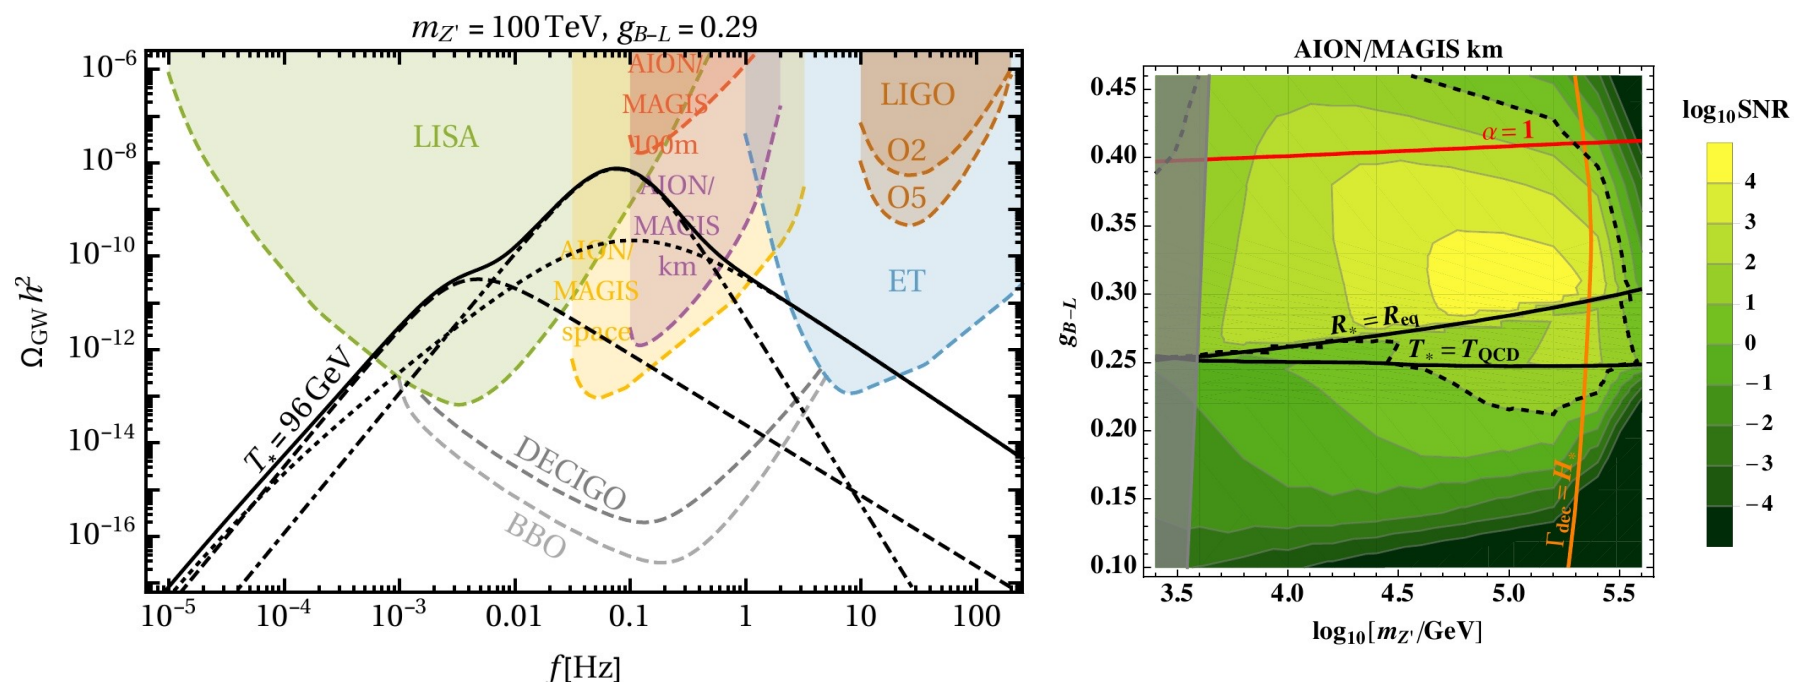 m_Z' = 100 TeV, g_B–L = 0.29
10⁻⁶
10⁻⁸
10⁻¹⁰
10⁻¹²
10⁻¹⁴
10⁻¹⁶
Ω_GW h²
LISA
AION/
MAGIS
100m
AION/
MAGIS
km
AION/
MAGIS
space
LIGO
O2
O5
ET
T_* = 96 GeV
DECIGO
BBO
10⁻⁵
10⁻⁴
10⁻³
0.01
0.1
1
10
100
f[Hz]
AION/MAGIS km
0.45
0.40
0.35
0.30
0.25
0.20
0.15
0.10
g_B–L
α = 1
R_* = R_eq
T_* = T_QCD
Γ_dec = H_*
3.5
4.0
4.5
5.0
5.5
log₁₀[m_Z'/GeV]
log₁₀SNR
4
3
2
1
0
−1
−2
−3
−4